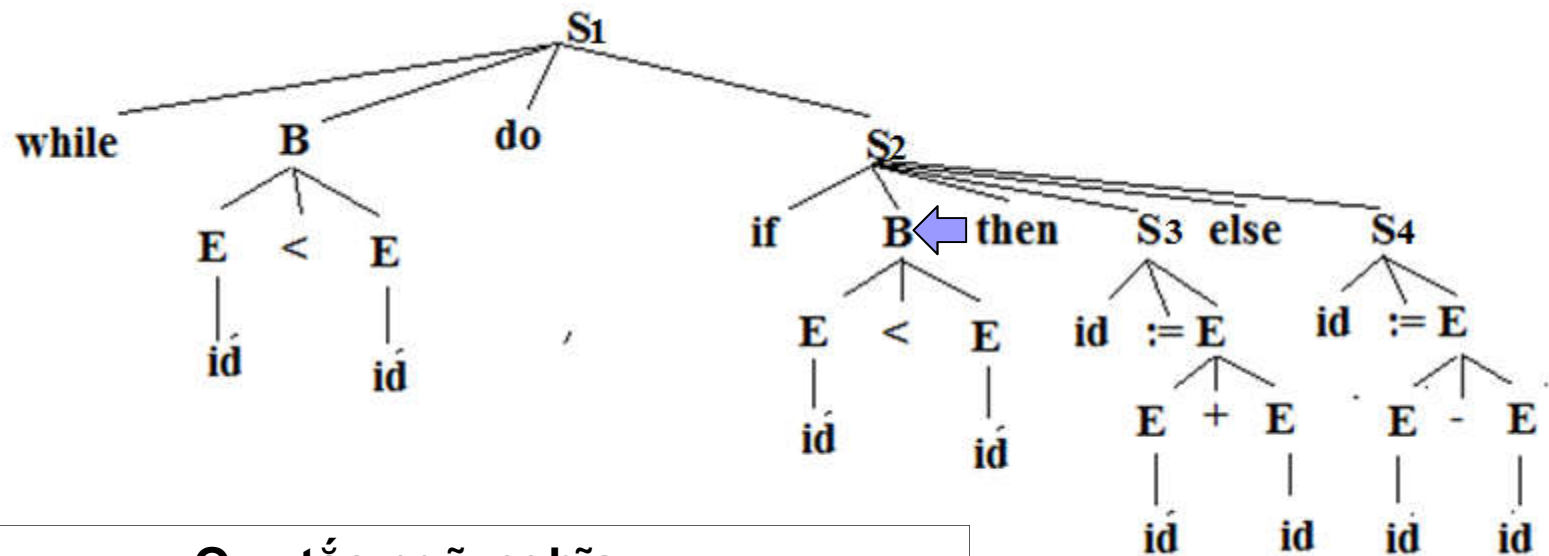 S1
while B do S2
if B then S3 else S4
E < E
E < E id := E id := E
id id
E + E E - E
id id
id id id id